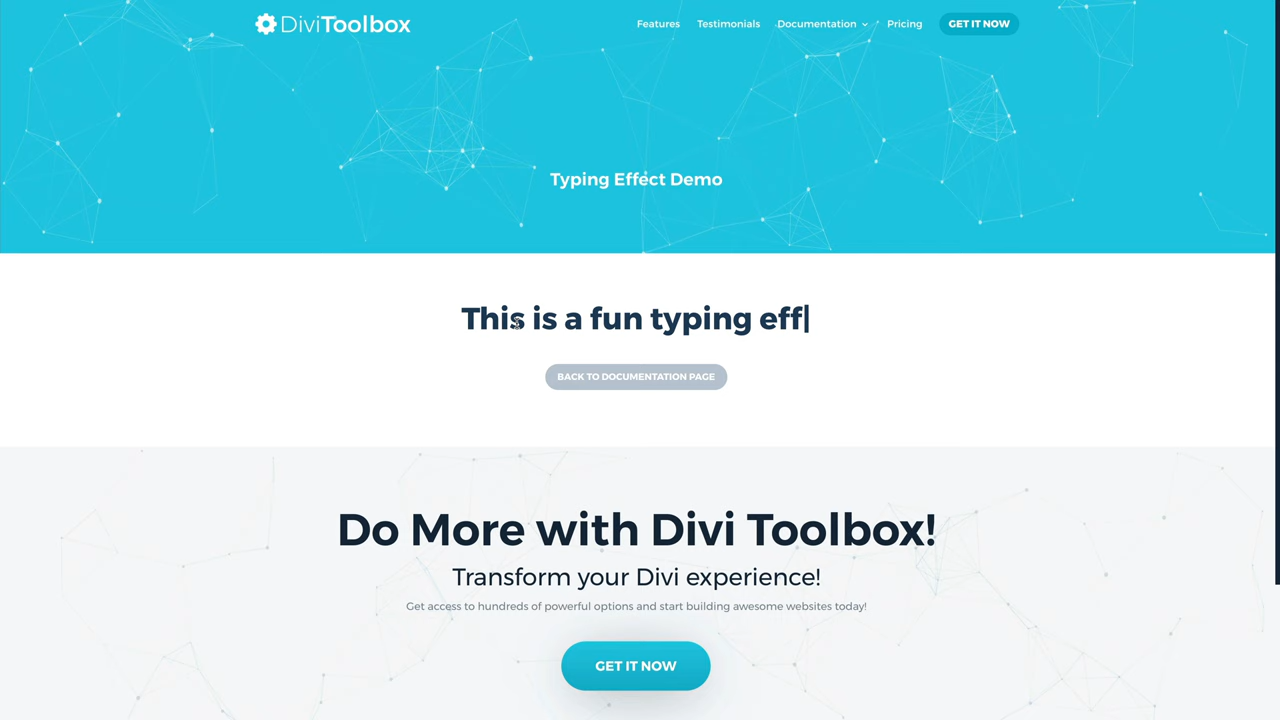 DiviToolbox
Features Testimonials Documentation Pricing GET IT NOW
Typing Effect Demo
This is a fun typing eff|
BACK TO DOCUMENTATION PAGE
Do More with Divi Toolbox!
Transform your Divi experience!
Get access to hundreds of powerful options and start building awesome websites today!
GET IT NOW